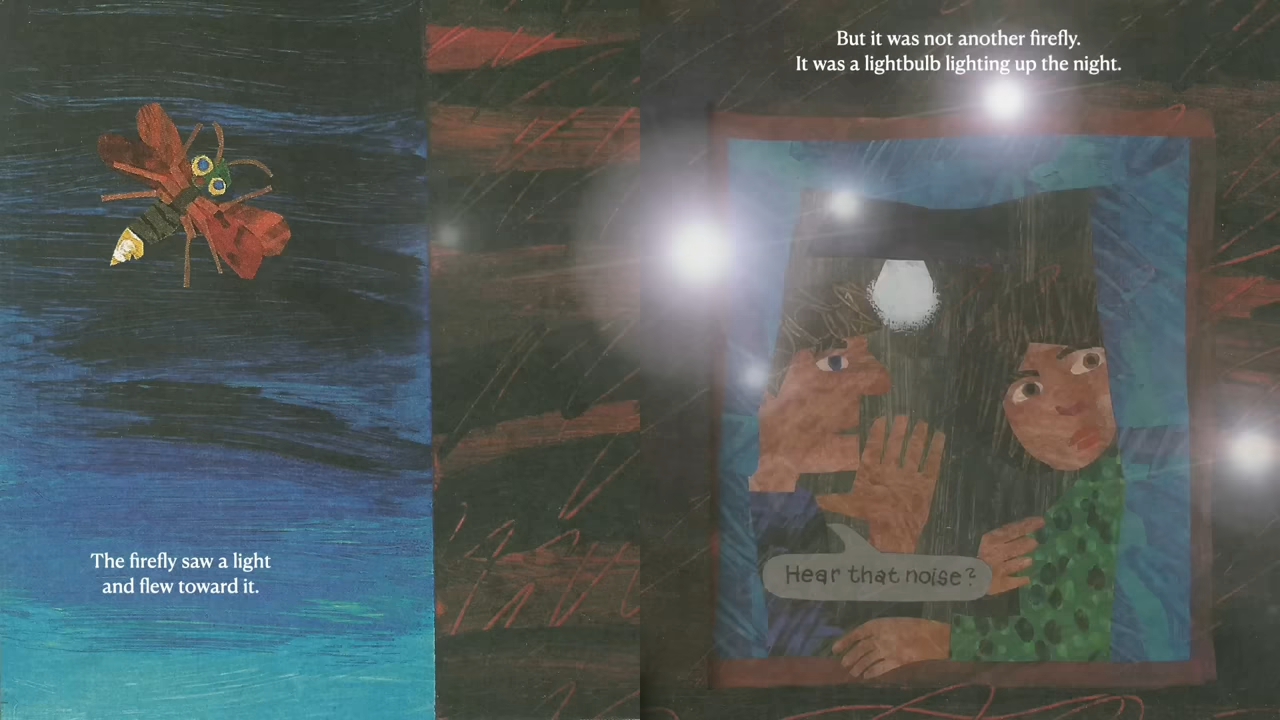 The firefly saw a light
and flew toward it.
But it was not another firefly.
It was a lightbulb lighting up the night.
Hear that noise?